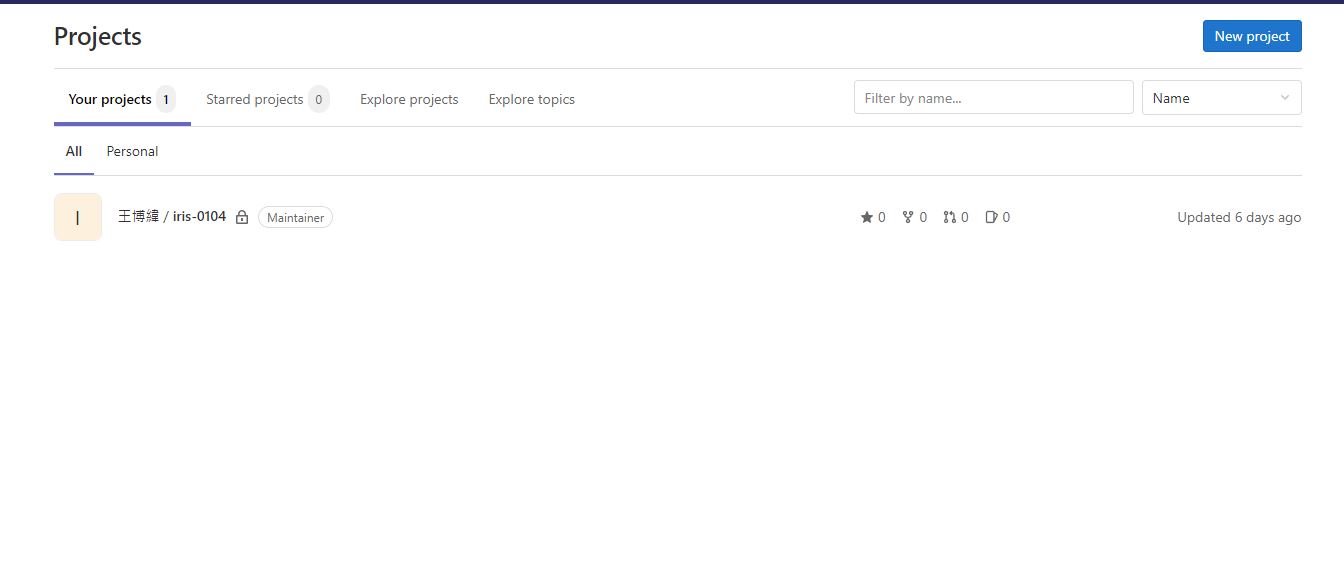 Projects
New project
Your projects 1 Starred projects 0 Explore projects Explore topics Filter by name... Name
All Personal
I 王博緯 / iris-0104 Maintainer 0 0 0 0 Updated 6 days ago